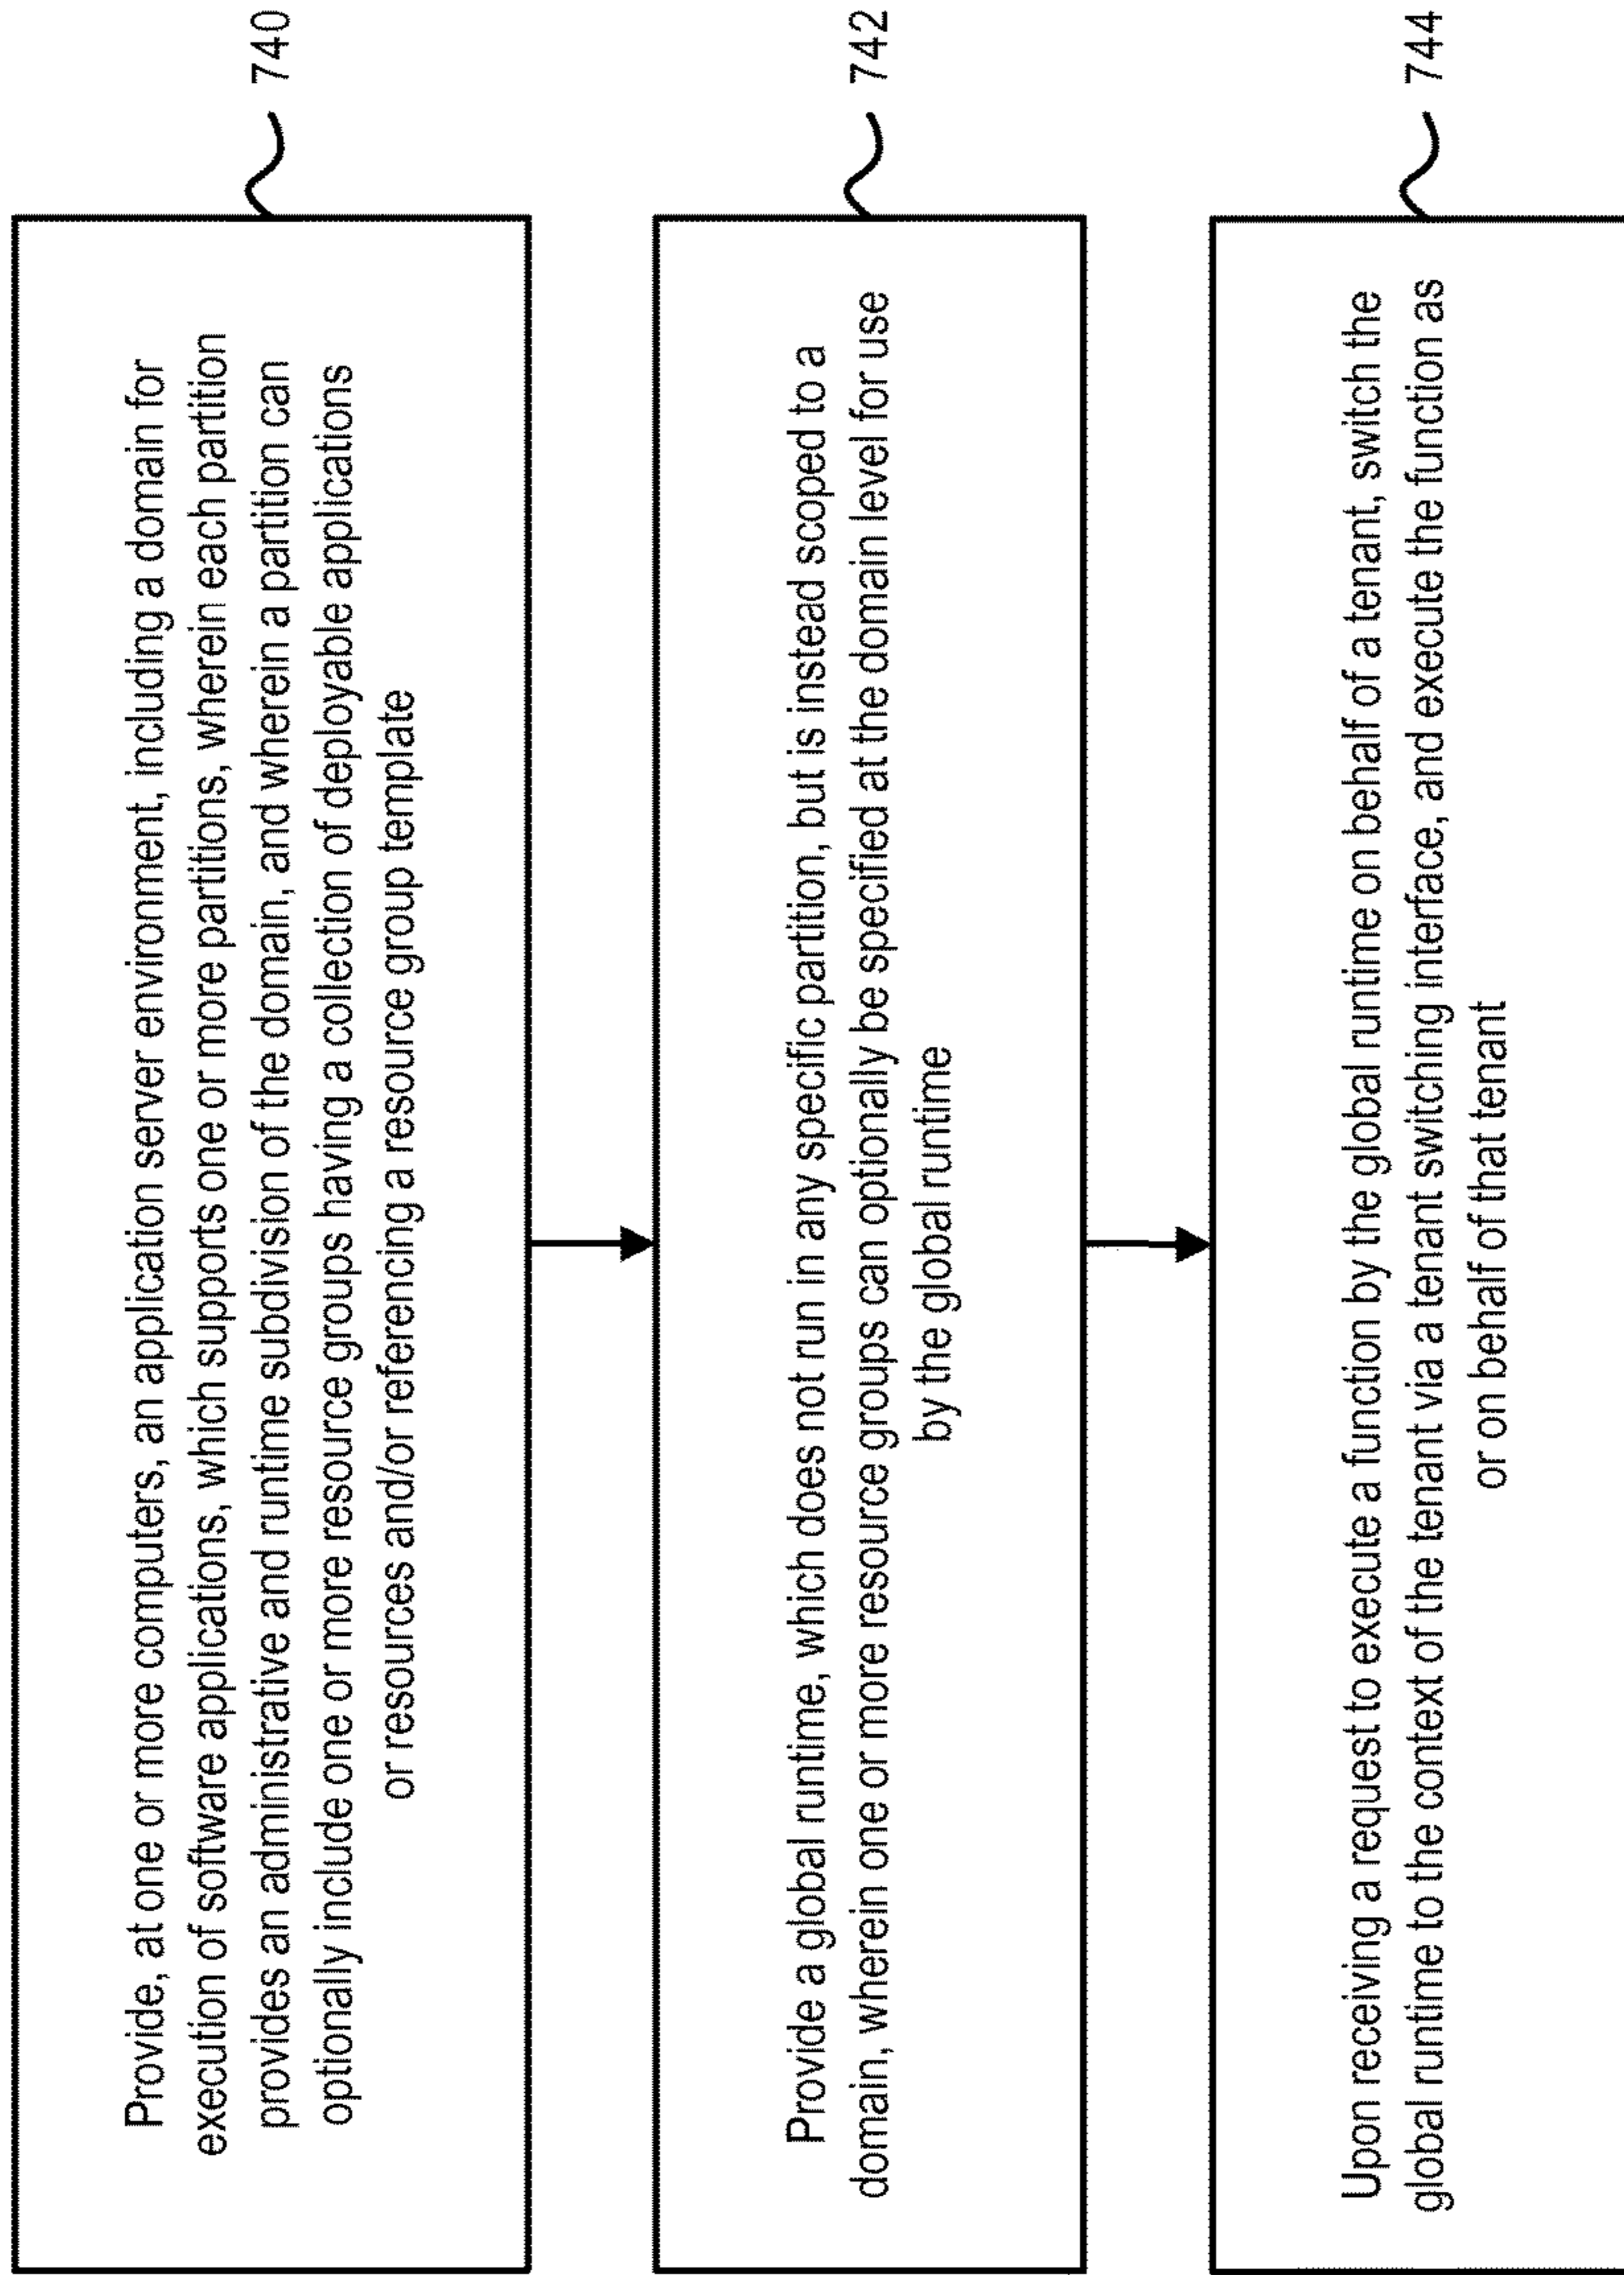 Provide, at one or more computers, an application server environment, including a domain for
execution of software applications, which supports one or more partitions, wherein each partition
provides an administrative and runtime subdivision of the domain, and wherein a partition can
optionally include one or more resource groups having a collection of deployable applications
or resources and/or referencing a resource group template
740
Provide a global runtime, which does not run in any specific partition, but is instead scoped to a
domain, wherein one or more resource groups can optionally be specified at the domain level for use
by the global runtime
742
Upon receiving a request to execute a function by the global runtime on behalf of a tenant, switch the
global runtime to the context of the tenant via a tenant switching interface, and execute the function as
or on behalf of that tenant
744